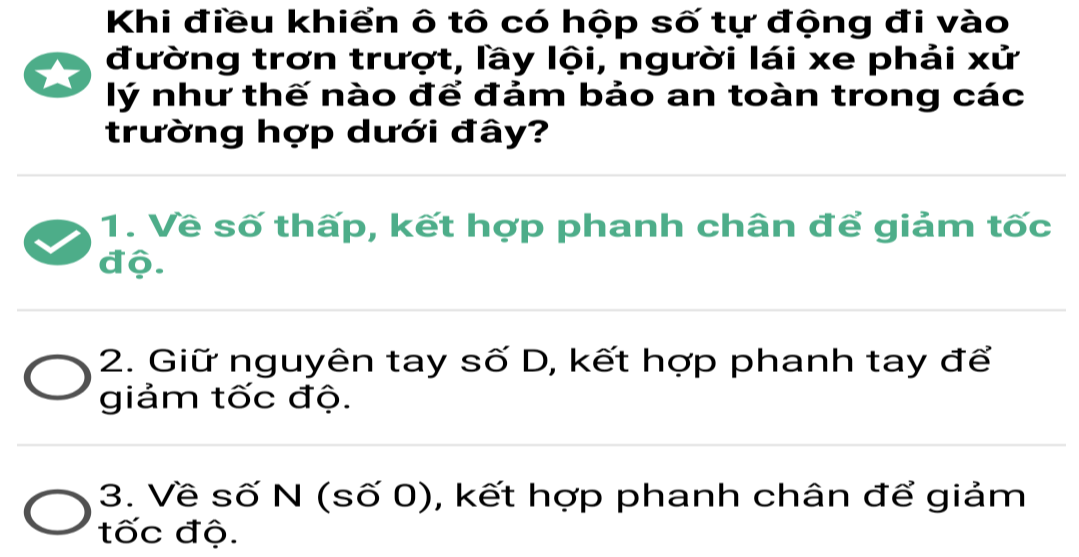 Khi điều khiển ô tô có hộp số tự động đi vào
đường trơn trượt, lầy lội, người lái xe phải xử
lý như thế nào để đảm bảo an toàn trong các
trường hợp dưới đây?
1. Về số thấp, kết hợp phanh chân để giảm tốc
độ.
2. Giữ nguyên tay số D, kết hợp phanh tay để
giảm tốc độ.
3. Về số N (số 0), kết hợp phanh chân để giảm
tốc độ.